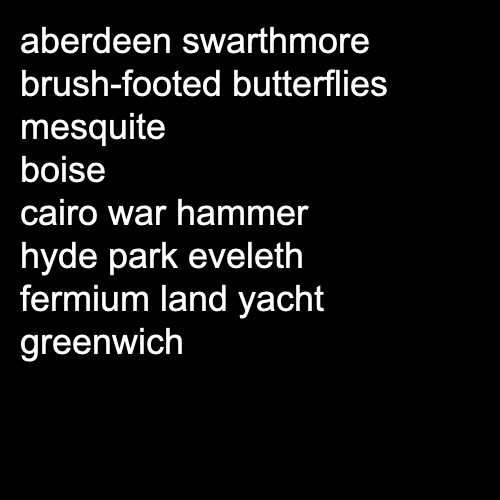 aberdeen swarthmore
brush-footed butterflies
mesquite
boise
cairo war hammer
hyde park eveleth
fermium land yacht
greenwich